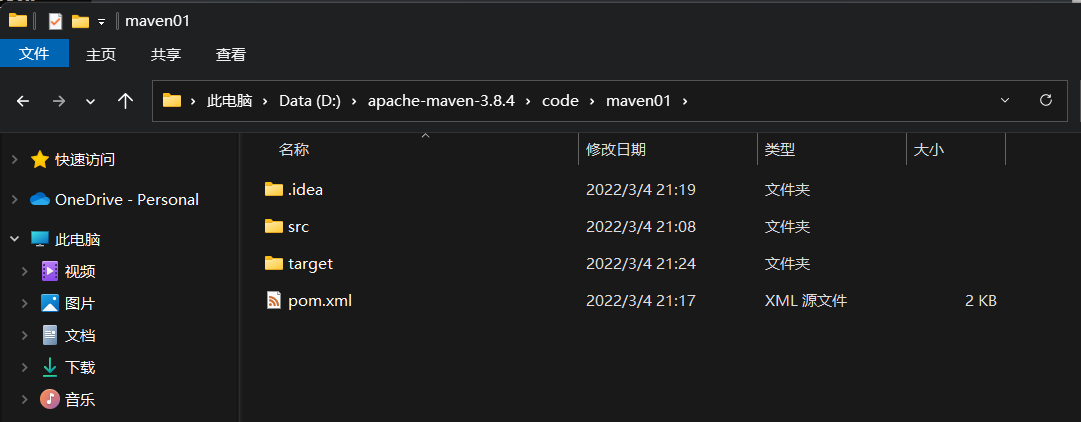 maven01
文件 主页 共享 查看
此电脑 Data (D:) apache-maven-3.8.4 code maven01
名称 修改日期 类型 大小
快速访问
OneDrive - Personal
此电脑
视频
图片
文档
下载
音乐
.idea 2022/3/4 21:19 文件夹
src 2022/3/4 21:08 文件夹
target 2022/3/4 21:24 文件夹
pom.xml 2022/3/4 21:17 XML 源文件 2 KB